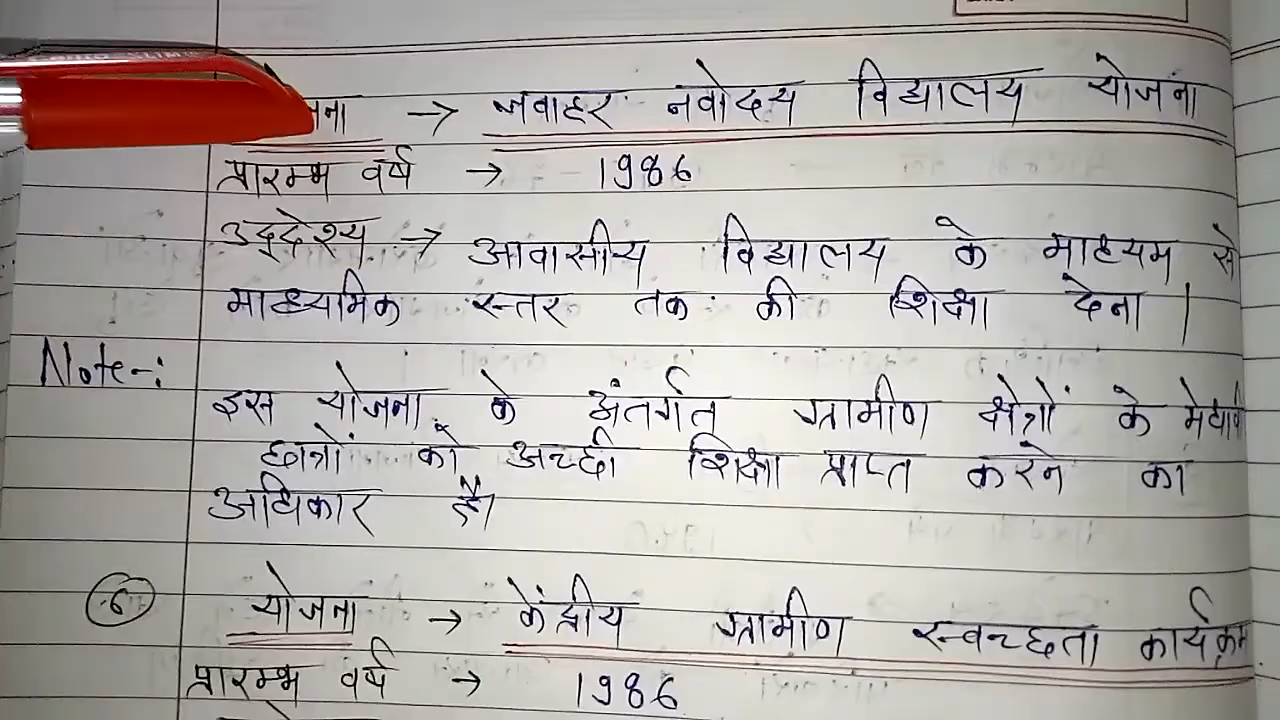 ना → जवाहर नवोदय विद्यालय योजना
प्रारम्भ वर्ष → 1986
उद्देश्य → आवासीय विद्यालय के माध्यम से
माध्यमिक स्तर तक की शिक्षा देना |
Note-:
इस योजना के अंतर्गत ग्रामीण क्षेत्रों के मेधावी
छात्रों को अच्छी शिक्षा प्राप्त करने का
अधिकार है।
6 योजना → केंद्रीय ग्रामीण स्वच्छता कार्यक्रम
प्रारम्भ वर्ष → 1986